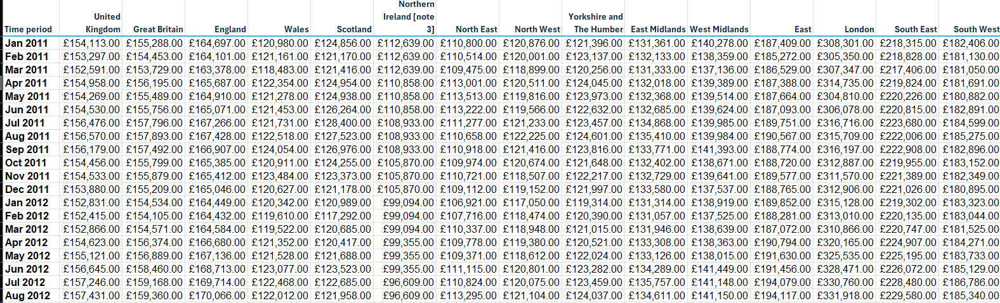 Time period United Kingdom Great Britain England Wales Scotland Northern Ireland [note 3] North East North West Yorkshire and The Humber East Midlands West Midlands East London South East South West
Jan 2011 £154,113.00 £155,288.00 £164,697.00 £120,980.00 £124,856.00 £112,639.00 £110,800.00 £120,876.00 £121,396.00 £131,361.00 £140,278.00 £187,409.00 £308,301.00 £218,315.00 £182,406.00
Feb 2011 £153,297.00 £154,453.00 £164,101.00 £121,161.00 £121,170.00 £112,639.00 £110,514.00 £120,001.00 £123,137.00 £132,133.00 £138,359.00 £185,272.00 £305,350.00 £218,828.00 £181,130.00
Mar 2011 £152,591.00 £153,729.00 £163,378.00 £118,483.00 £121,416.00 £112,639.00 £109,475.00 £118,899.00 £120,256.00 £131,333.00 £137,136.00 £186,529.00 £307,347.00 £217,406.00 £181,050.00
Apr 2011 £154,958.00 £156,195.00 £165,687.00 £122,354.00 £124,954.00 £110,858.00 £113,001.00 £120,511.00 £124,045.00 £132,018.00 £139,389.00 £187,388.00 £314,735.00 £219,824.00 £181,691.00
May 2011 £154,269.00 £155,489.00 £164,910.00 £121,278.00 £124,938.00 £110,858.00 £113,513.00 £119,816.00 £123,973.00 £132,368.00 £139,514.00 £187,664.00 £304,810.00 £220,226.00 £180,882.00
Jun 2011 £154,530.00 £155,756.00 £165,071.00 £121,453.00 £126,264.00 £110,858.00 £113,222.00 £119,566.00 £122,632.00 £132,685.00 £139,624.00 £187,093.00 £306,078.00 £220,815.00 £182,891.00
Jul 2011 £156,476.00 £157,796.00 £167,266.00 £121,731.00 £128,400.00 £108,933.00 £111,277.00 £121,233.00 £123,457.00 £134,868.00 £139,985.00 £189,751.00 £316,716.00 £223,680.00 £184,599.00
Aug 2011 £156,570.00 £157,893.00 £167,428.00 £122,518.00 £127,523.00 £108,933.00 £110,658.00 £122,225.00 £124,601.00 £135,410.00 £139,984.00 £190,567.00 £315,709.00 £222,006.00 £185,275.00
Sep 2011 £156,179.00 £157,492.00 £166,907.00 £124,054.00 £126,976.00 £108,933.00 £110,918.00 £121,416.00 £123,816.00 £133,771.00 £141,393.00 £188,774.00 £316,197.00 £222,908.00 £182,896.00
Oct 2011 £154,456.00 £155,799.00 £165,385.00 £120,911.00 £124,255.00 £105,870.00 £109,974.00 £120,674.00 £121,648.00 £132,402.00 £138,671.00 £188,720.00 £312,887.00 £219,955.00 £183,152.00
Nov 2011 £154,533.00 £155,879.00 £165,412.00 £123,484.00 £123,373.00 £105,870.00 £110,721.00 £118,507.00 £122,217.00 £132,729.00 £139,641.00 £189,577.00 £311,570.00 £221,389.00 £182,349.00
Dec 2011 £153,880.00 £155,209.00 £165,046.00 £120,627.00 £121,178.00 £105,870.00 £109,112.00 £119,152.00 £121,997.00 £133,580.00 £137,537.00 £188,765.00 £312,906.00 £221,026.00 £180,895.00
Jan 2012 £152,831.00 £154,534.00 £164,449.00 £120,342.00 £120,989.00 £99,094.00 £106,921.00 £117,050.00 £119,314.00 £131,314.00 £138,919.00 £189,852.00 £315,128.00 £219,302.00 £183,323.00
Feb 2012 £152,415.00 £154,105.00 £164,432.00 £119,610.00 £117,292.00 £99,094.00 £107,716.00 £118,474.00 £120,390.00 £131,057.00 £137,525.00 £188,281.00 £313,010.00 £220,135.00 £183,044.00
Mar 2012 £152,866.00 £154,571.00 £164,584.00 £119,522.00 £120,685.00 £99,094.00 £110,337.00 £118,948.00 £121,015.00 £131,946.00 £138,639.00 £187,072.00 £310,866.00 £220,747.00 £181,525.00
Apr 2012 £154,623.00 £156,374.00 £166,680.00 £121,352.00 £120,417.00 £99,355.00 £109,778.00 £119,380.00 £120,521.00 £133,308.00 £138,363.00 £190,794.00 £320,165.00 £224,907.00 £184,271.00
May 2012 £155,121.00 £156,889.00 £167,136.00 £121,528.00 £121,688.00 £99,355.00 £109,371.00 £118,612.00 £122,024.00 £133,126.00 £138,015.00 £191,630.00 £325,535.00 £225,195.00 £183,733.00
Jun 2012 £156,645.00 £158,460.00 £168,713.00 £123,077.00 £123,523.00 £99,355.00 £111,115.00 £120,801.00 £123,282.00 £134,289.00 £141,449.00 £191,456.00 £328,471.00 £226,072.00 £185,129.00
Jul 2012 £157,246.00 £159,168.00 £169,714.00 £122,468.00 £122,685.00 £96,609.00 £110,824.00 £120,075.00 £123,459.00 £135,757.00 £141,148.00 £194,079.00 £330,760.00 £228,480.00 £186,786.00
Aug 2012 £157,431.00 £159,360.00 £170,066.00 £122,012.00 £121,958.00 £96,609.00 £113,295.00 £121,104.00 £124,037.00 £134,611.00 £141,150.00 £194,117.00 £331,918.00 £229,580.00 £185,340.00